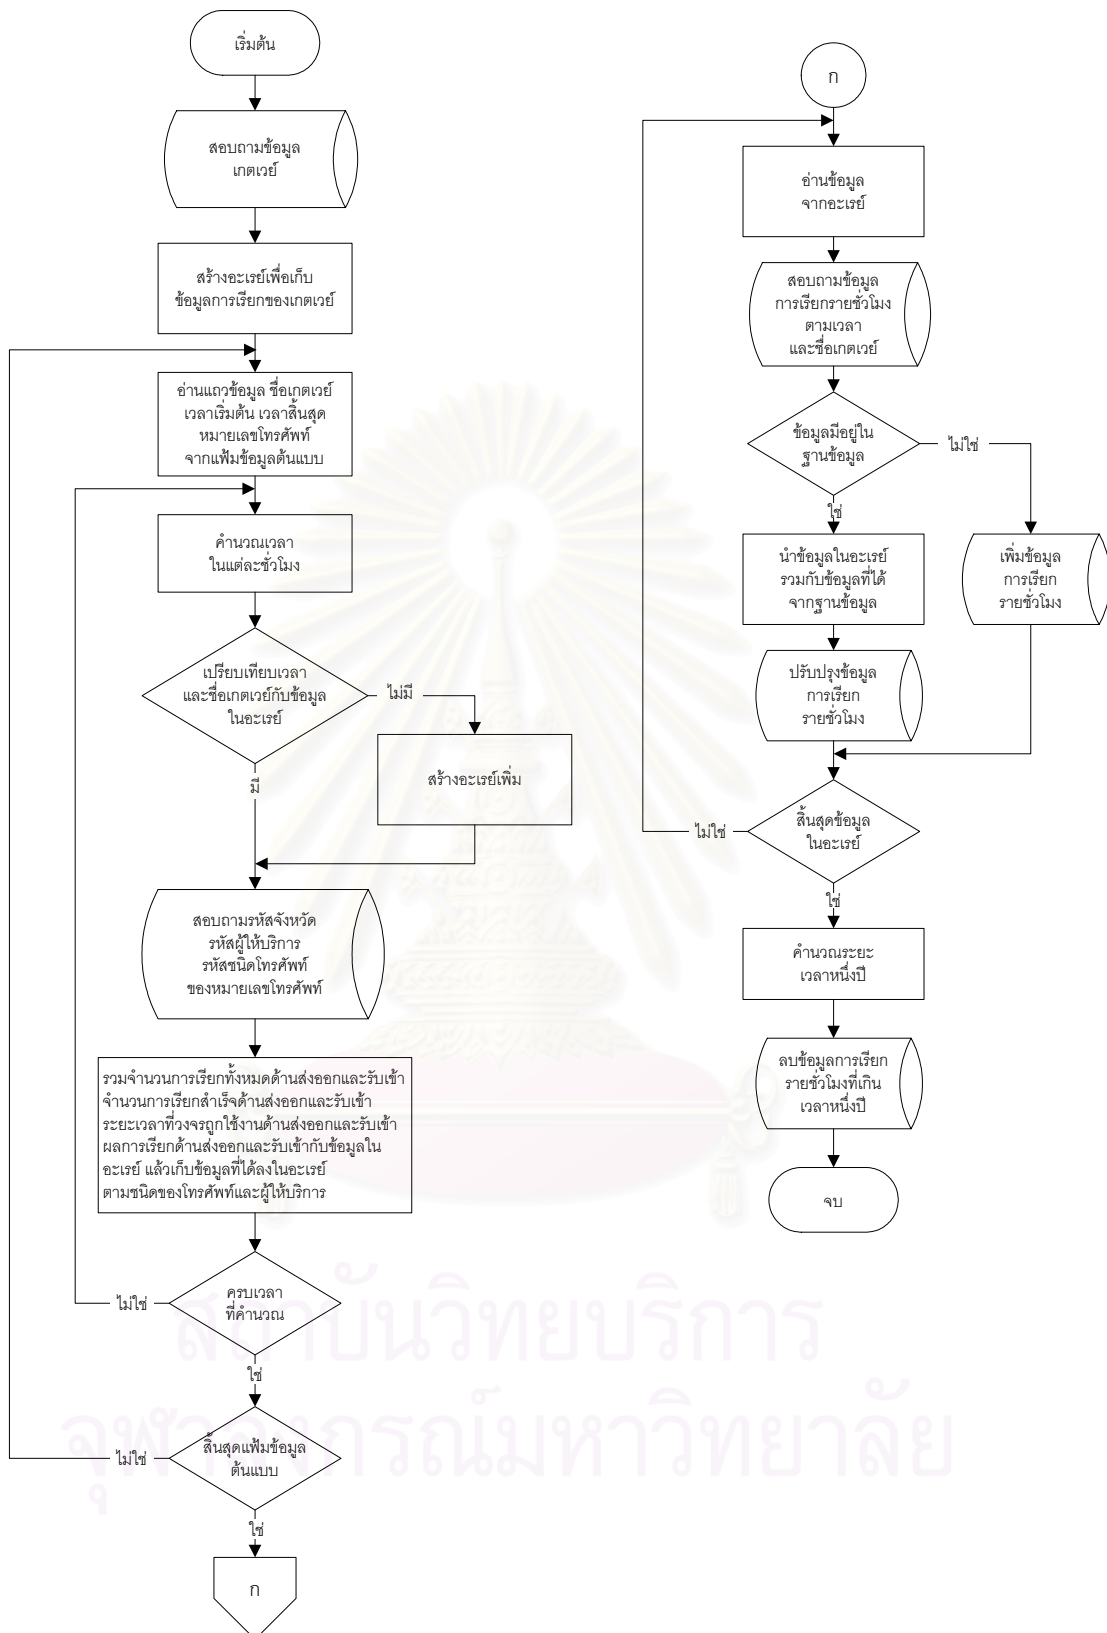 เริ่มต้น
สอบถามข้อมูล
เกตเวย์
สร้างอะเรย์เพื่อเก็บ
ข้อมูลการเรียกของเกตเวย์
อ่านแถวข้อมูล ชื่อเกตเวย์
เวลาเริ่มต้น เวลาสิ้นสุด
หมายเลขโทรศัพท์
จากแฟ้มข้อมูลต้นแบบ
คำนวณเวลา
ในแต่ละชั่วโมง
เปรียบเทียบเวลา
และชื่อเกตเวย์กับข้อมูล
ในอะเรย์
ไม่มี
สร้างอะเรย์เพิ่ม
มี
สอบถามรหัสจังหวัด
รหัสผู้ให้บริการ
รหัสชนิดโทรศัพท์
ของหมายเลขโทรศัพท์
รวมจำนวนการเรียกทั้งหมดด้านส่งออกและรับเข้า
จำนวนการเรียกสำเร็จด้านส่งออกและรับเข้า
ระยะเวลาที่วงจรถูกใช้งานด้านส่งออกและรับเข้า
ผลการเรียกด้านส่งออกและรับเข้ากับข้อมูลใน
อะเรย์ แล้วเก็บข้อมูลที่ได้ลงในอะเรย์
ตามชนิดของโทรศัพท์และผู้ให้บริการ
ครบเวลา
ที่คำนวณ
ไม่ใช่
ใช่
สิ้นสุดแฟ้มข้อมูล
ต้นแบบ
ไม่ใช่
ใช่
ก
ก
อ่านข้อมูล
จากอะเรย์
สอบถามข้อมูล
การเรียกรายชั่วโมง
ตามเวลา
และชื่อเกตเวย์
ข้อมูลมีอยู่ใน
ฐานข้อมูล
ไม่ใช่
ใช่
นำข้อมูลในอะเรย์
รวมกับข้อมูลที่ได้
จากฐานข้อมูล
เพิ่มข้อมูล
การเรียก
รายชั่วโมง
ปรับปรุงข้อมูล
การเรียก
รายชั่วโมง
สิ้นสุดข้อมูล
ในอะเรย์
ไม่ใช่
ใช่
คำนวณระยะ
เวลาหนึ่งปี
ลบข้อมูลการเรียก
รายชั่วโมงที่เกิน
เวลาหนึ่งปี
จบ
สถาบันวิทยบริการ
จุฬาลงกรณ์มหาวิทยาลัย